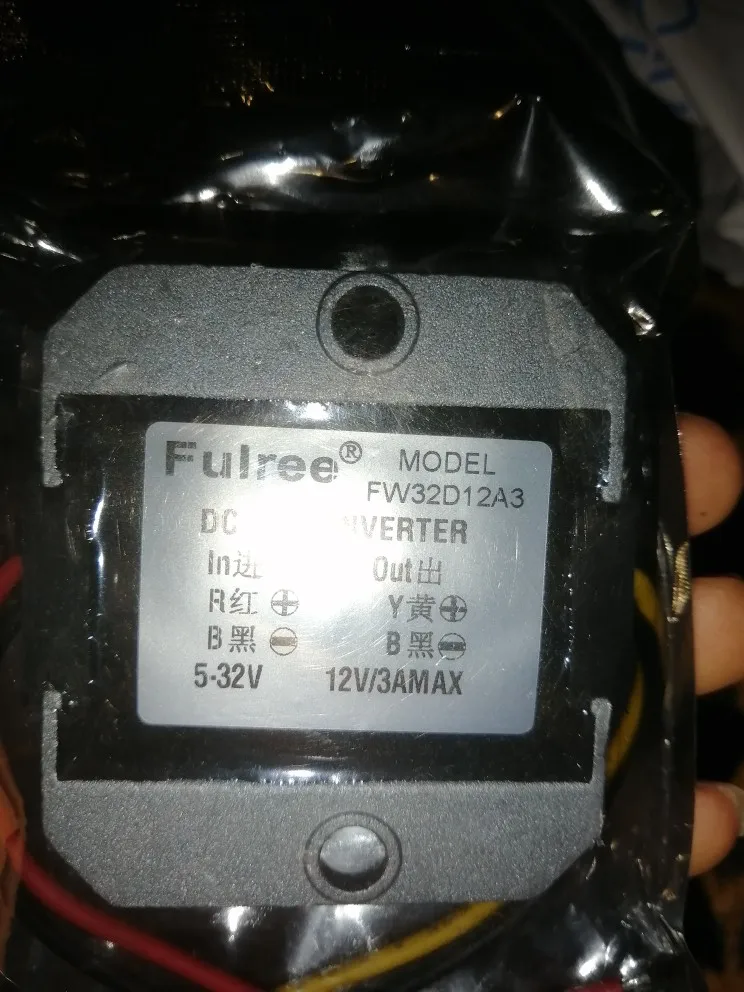 Fulree®
MODEL
FW32D12A3
DC VERTER
In进 Out出
R红 ⊕ Y黄 ⊕
B黑 ⊖ B黑 ⊖
5-32V 12V/3AMAX